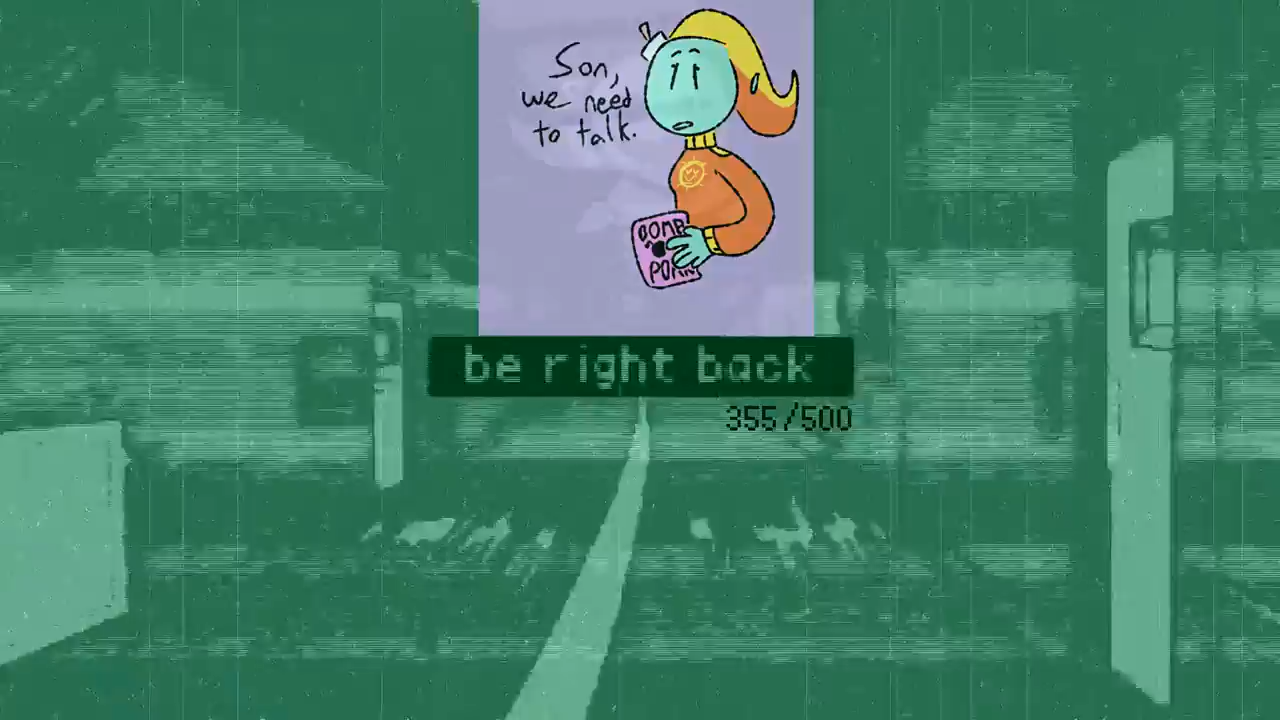 Son,
we need
to talk.
BOMB
PORN
be right back
355/500